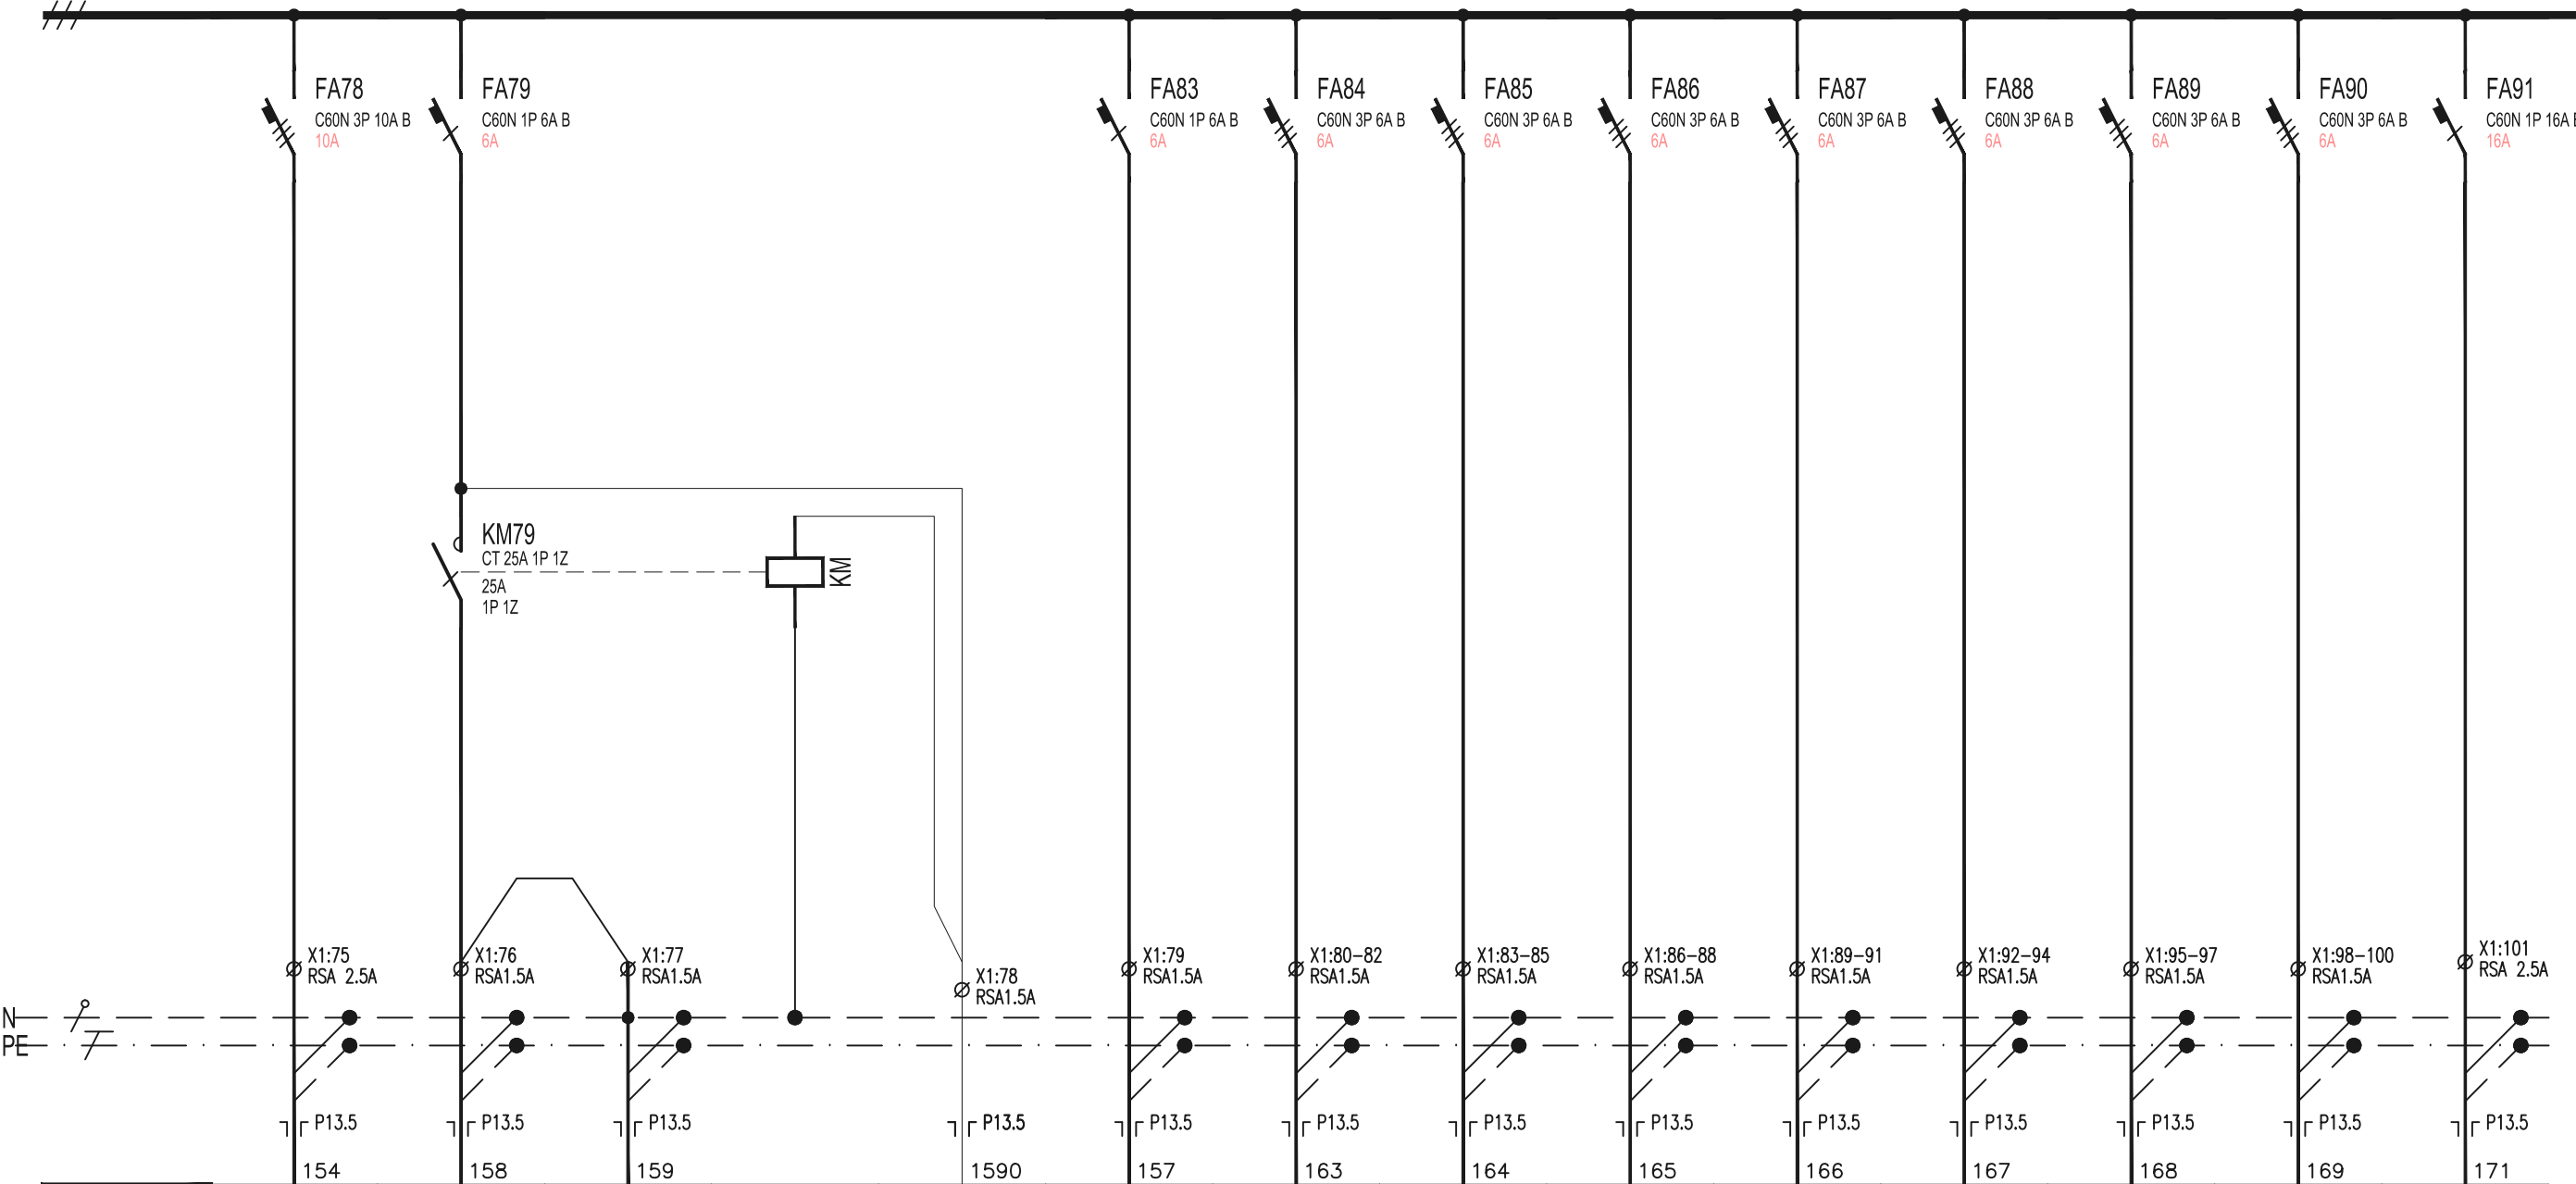 FA78
C60N 3P 10A B
10A
FA79
C60N 1P 6A B
6A
FA83
C60N 1P 6A B
6A
FA84
C60N 3P 6A B
6A
FA85
C60N 3P 6A B
6A
FA86
C60N 3P 6A B
6A
FA87
C60N 3P 6A B
6A
FA88
C60N 3P 6A B
6A
FA89
C60N 3P 6A B
6A
FA90
C60N 3P 6A B
6A
FA91
C60N 1P 16A B
16A
KM79
CT 25A 1P 1Z
25A
1P 1Z
KM
X1:75
RSA 2.5A
X1:76
RSA1.5A
X1:77
RSA1.5A
X1:78
RSA1.5A
X1:79
RSA1.5A
X1:80-82
RSA1.5A
X1:83-85
RSA1.5A
X1:86-88
RSA1.5A
X1:89-91
RSA1.5A
X1:92-94
RSA1.5A
X1:95-97
RSA1.5A
X1:98-100
RSA1.5A
X1:101
RSA 2.5A
N
PE
P13.5
P13.5
P13.5
P13.5
P13.5
P13.5
P13.5
P13.5
P13.5
P13.5
P13.5
P13.5
P13.5
154
158
159
1590
157
163
164
165
166
167
168
169
171